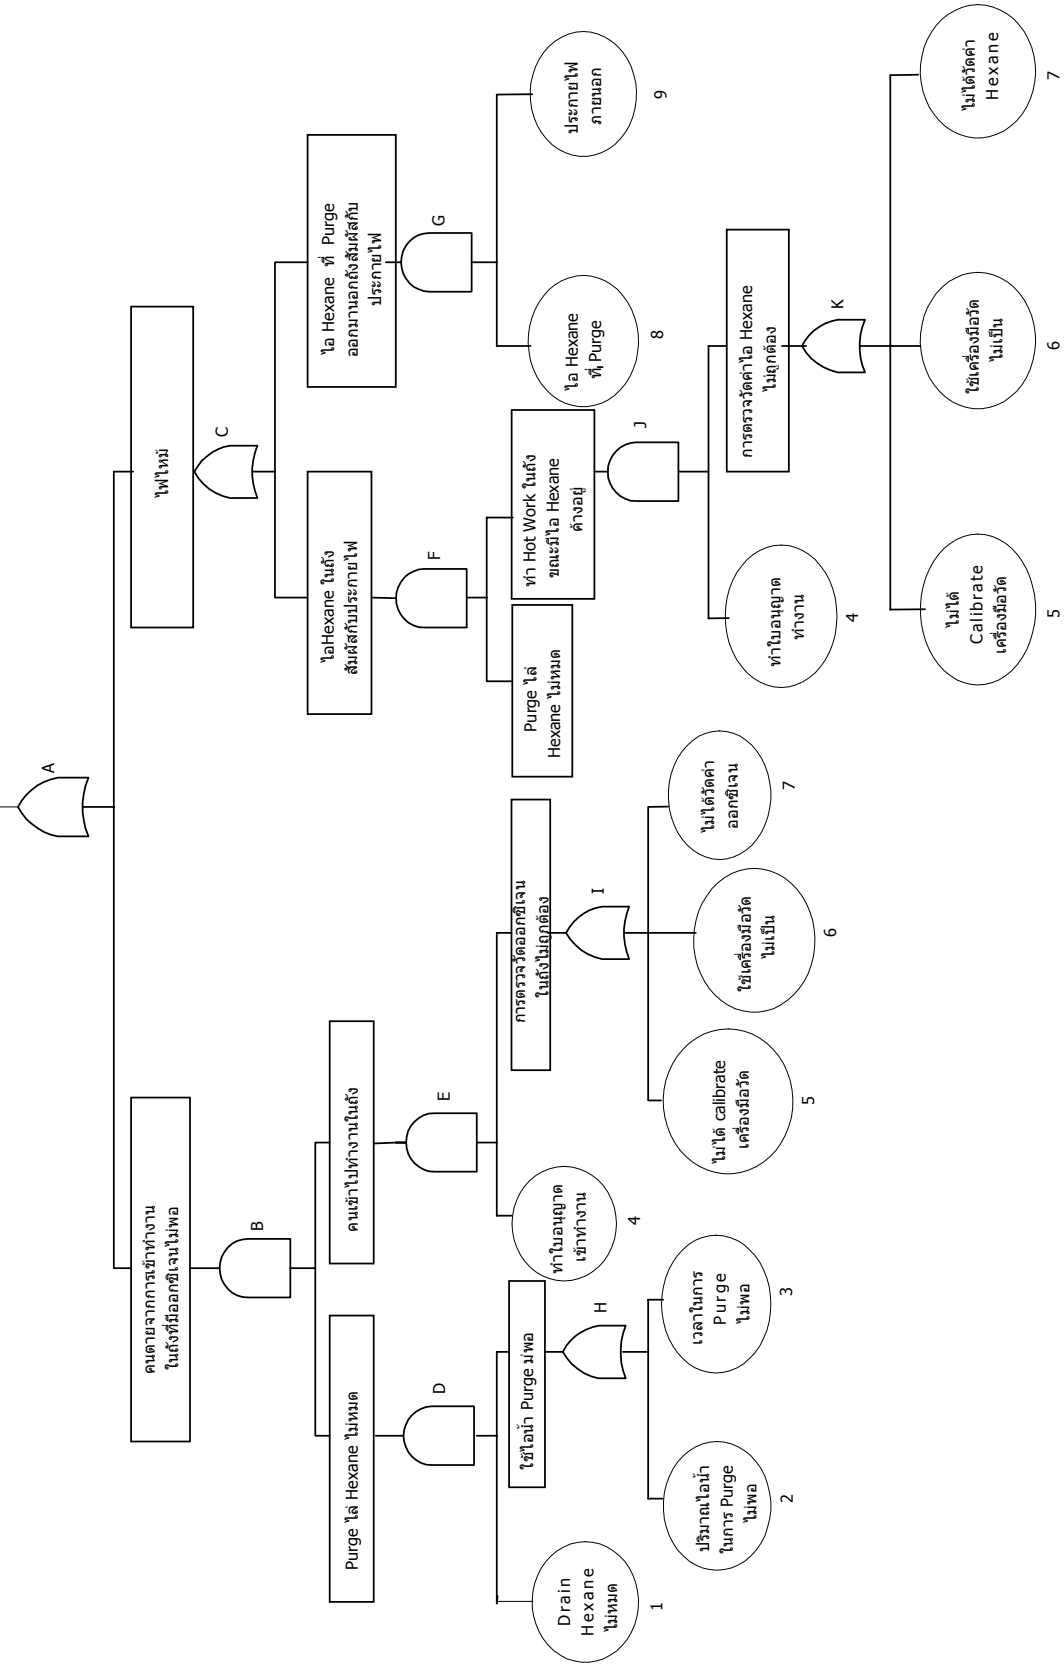 A
คนตายจากการเข้าทำงาน
ในถังที่มีออกซิเจนไม่พอ
ไฟไหม้
B
C
Purge ไล่ Hexane ไม่หมด
คนเข้าไปทำงานในถัง
ไอHexane ในถัง
สัมผัสกับประกายไฟ
ไอ Hexane ที่ Purge
ออกมานอกถังสัมผัสกับ
ประกายไฟ
D
E
F
G
Drain
Hexane
ไม่หมด
1
ใช้ไอน้ำ Purge ม่พอ
ทำใบอนุญาต
เข้าทำงาน
4
การตรวจวัดออกซิเจน
ในถังไม่ถูกต้อง
Purge ไล่
Hexane ไม่หมด
ทำ Hot Work ในถัง
ขณะมีไอ Hexane
ค้างอยู่
ไอ Hexane
ที่ Purge
8
ประกายไฟ
ภายนอก
9
H
I
J
ปริมาณไอน้ำ
ในการ Purge
ไม่พอ
2
เวลาในการ
Purge
ไม่พอ
3
ไม่ได้ calibrate
เครื่องมือวัด
5
ใช้เครื่องมือวัด
ไม่เป็น
6
ไม่ได้วัดค่า
ออกซิเจน
7
ทำใบอนุญาต
ทำงาน
4
การตรวจวัดค่าไอ Hexane
ไม่ถูกต้อง
K
ไม่ได้
Calibrate
เครื่องมือวัด
5
ใช้เครื่องมือวัด
ไม่เป็น
6
ไม่ได้วัดค่า
Hexane
7